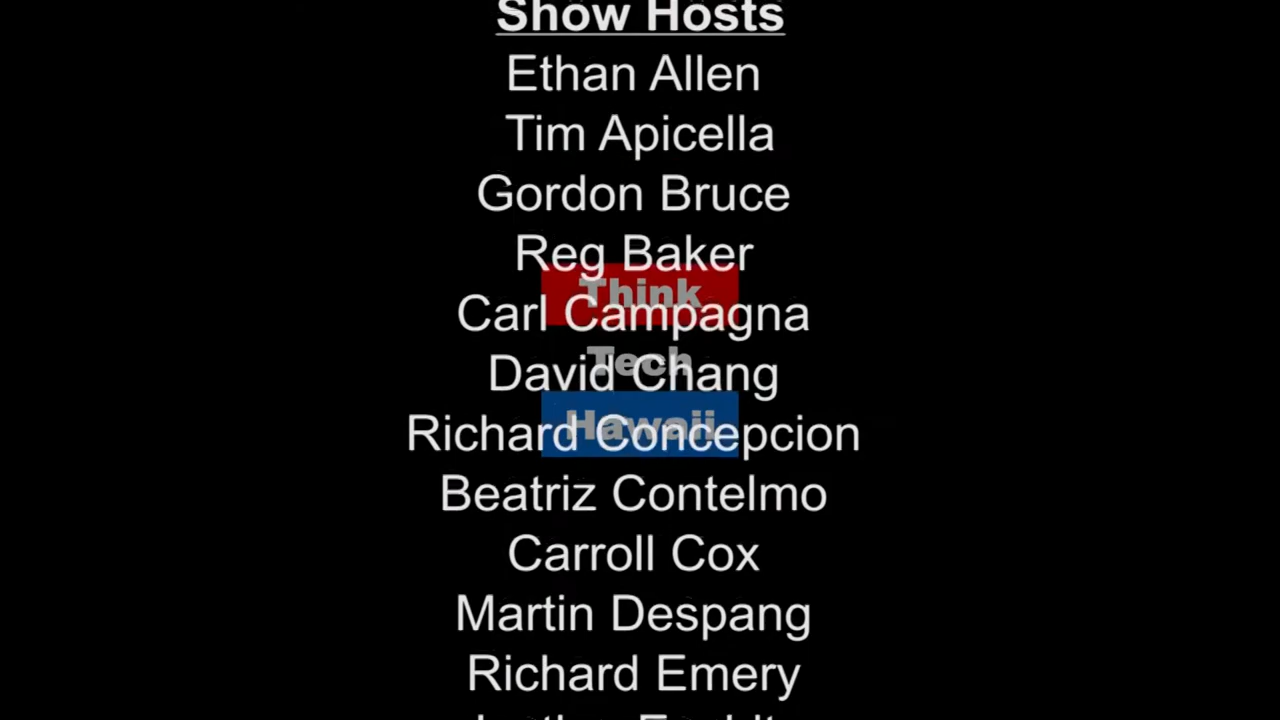 Show Hosts
Ethan Allen
Tim Apicella
Gordon Bruce
Reg Baker
Think
Carl Campagna
Tech
David Chang
Hawaii
Richard Concepcion
Beatriz Contelmo
Carroll Cox
Martin Despang
Richard Emery